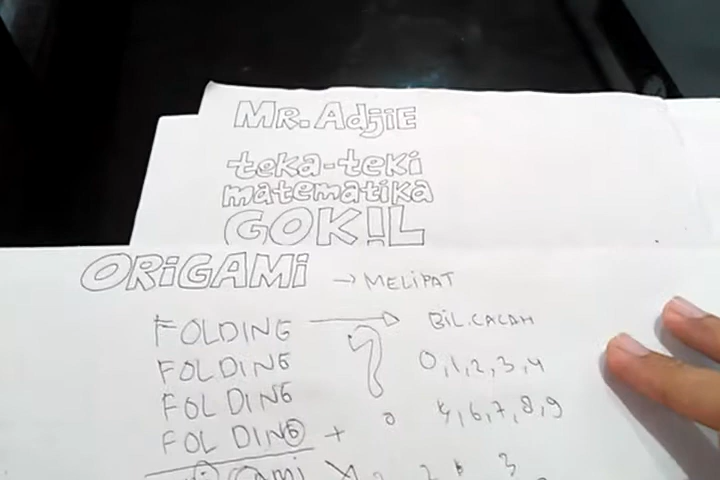 MR. AdjiE
teka-teki
matematika
GOK!L
ORiGAMi → MELIPAT
FOLDING → BIL.CACAH
FOLDING ? 0,1,2,3,4
FOLDING 0 5,6,7,8,9
FOLDING +